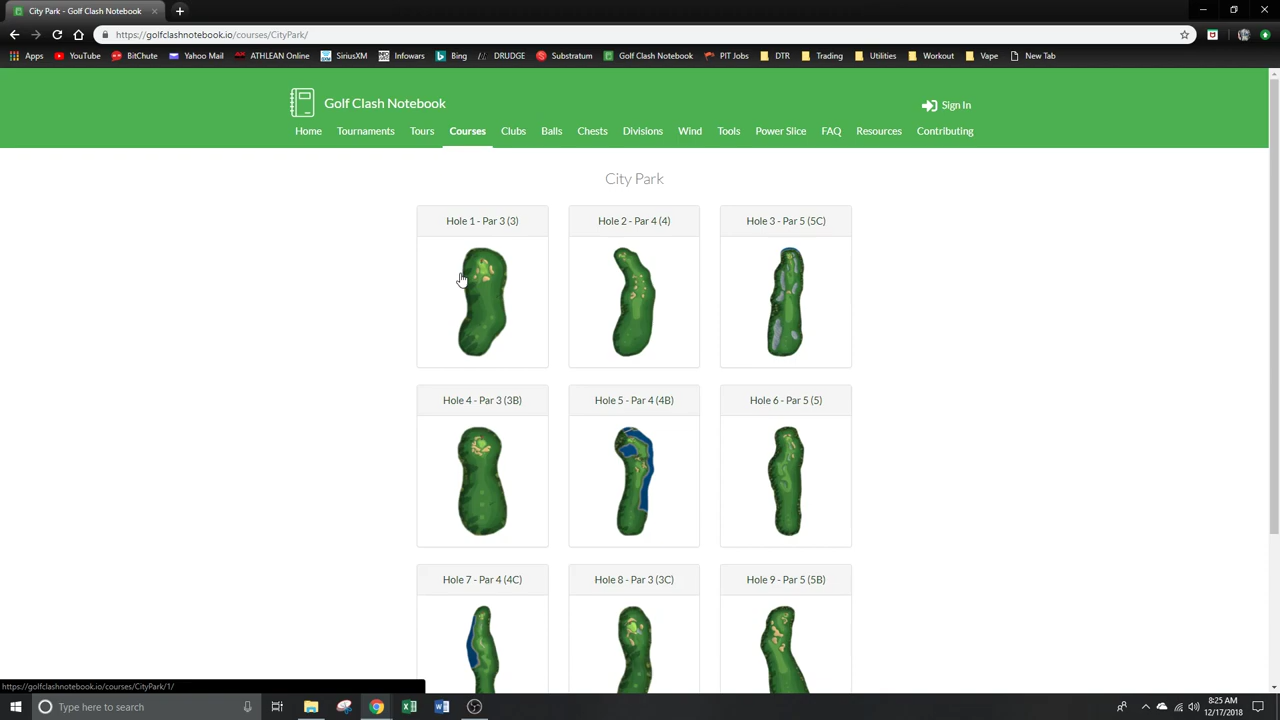 City Park - Golf Clash Notebook
https://golfclashnotebook.io/courses/CityPark/
Apps YouTube BitChute Yahoo Mail ATHLEAN Online SiriusXM Infowars Bing DRUDGE Substratum Golf Clash Notebook PIT Jobs DTR Trading Utilities Workout Vape New Tab
Golf Clash Notebook
Sign In
Home Tournaments Tours Courses Clubs Balls Chests Divisions Wind Tools Power Slice FAQ Resources Contributing
City Park
Hole 1 - Par 3 (3) Hole 2 - Par 4 (4) Hole 3 - Par 5 (5C)
Hole 4 - Par 3 (3B) Hole 5 - Par 4 (4B) Hole 6 - Par 5 (5)
Hole 7 - Par 4 (4C) Hole 8 - Par 3 (3C) Hole 9 - Par 5 (5B)
https://golfclashnotebook.io/courses/CityPark/1/
Type here to search
8:25 AM
12/17/2018